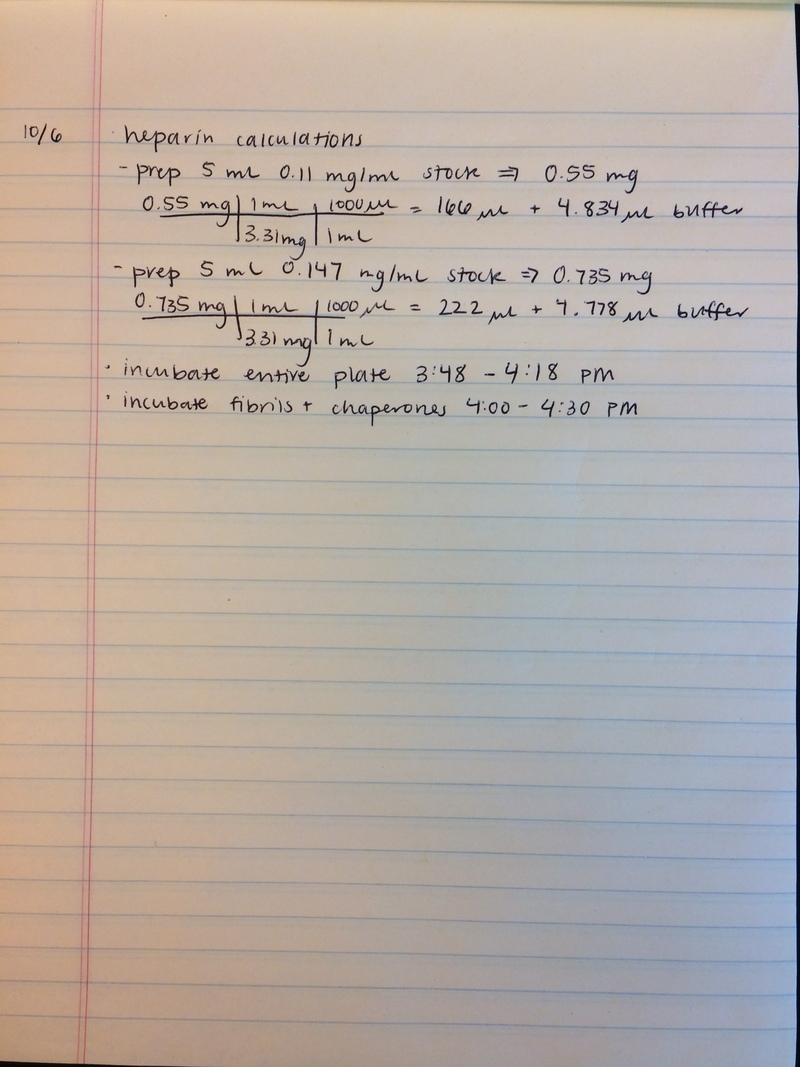 10/6 · heparin calculations
- prep 5 mL 0.11 mg/mL stock ⇒ 0.55 mg
0.55 mg | 1 mL | 1000 µL = 166 µL + 4.834 µL buffer
| 3.31 mg | 1 mL
- prep 5 mL 0.147 mg/mL stock ⇒ 0.735 mg
0.735 mg | 1 mL | 1000 µL = 222 µL + 4.778 µL buffer
| 3.31 mg | 1 mL
· incubate entire plate 3:48 - 4:18 PM
· incubate fibrils + chaperones 4:00 - 4:30 PM